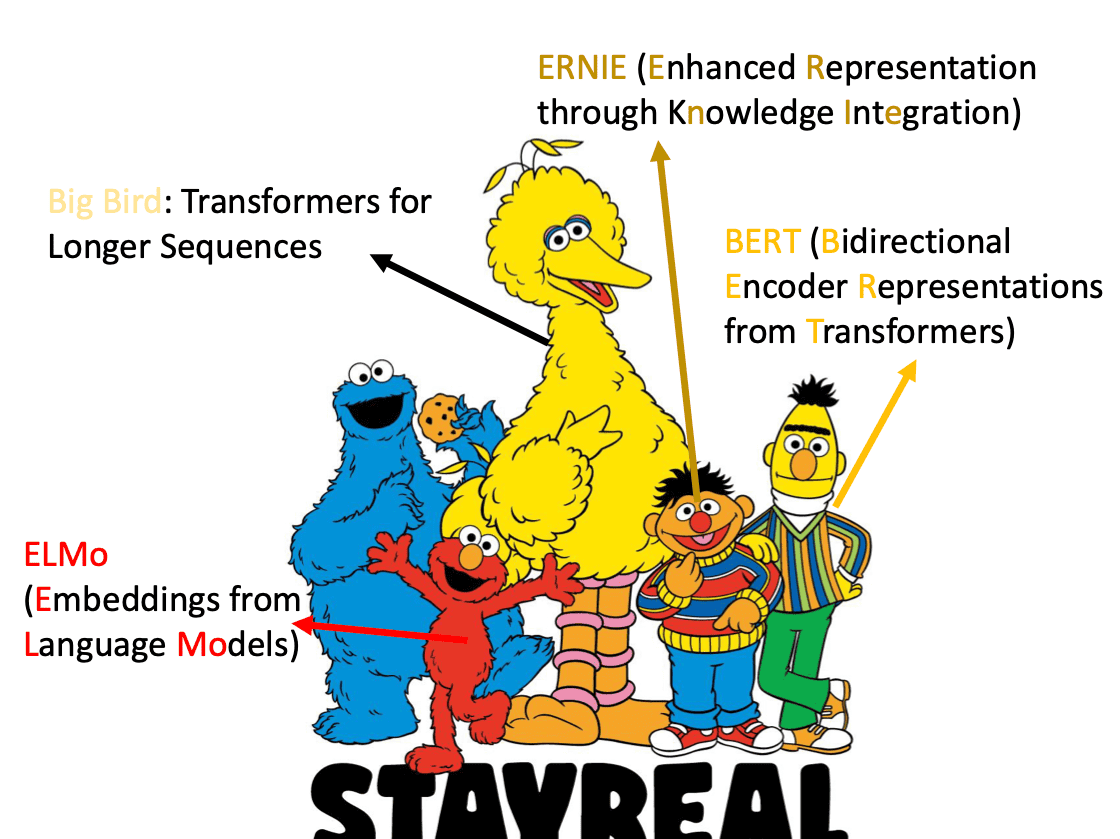 ERNIE (Enhanced Representation
through Knowledge Integration)
Big Bird: Transformers for
Longer Sequences
BERT (Bidirectional
Encoder Representations
from Transformers)
ELMo
(Embeddings from
Language Models)
STAYREAL